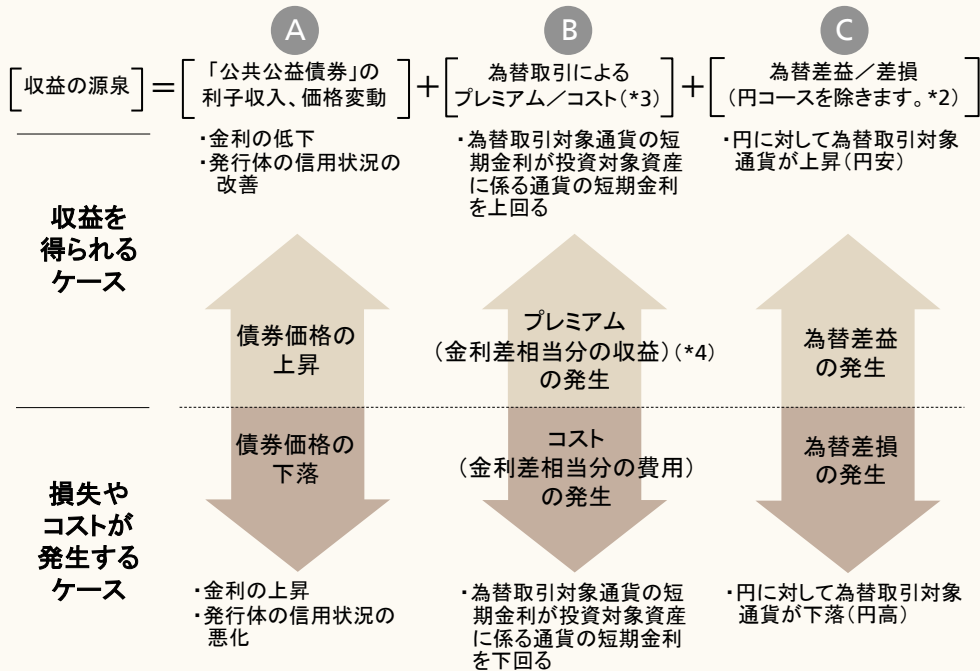 A
B
C
[収益の源泉]=[「公共公益債券」の
利子収入、価格変動]+[為替取引による
プレミアム/コスト(*3)]+[為替差益/差損
(円コースを除きます。*2)]
・金利の低下
・発行体の信用状況の
改善
・為替取引対象通貨の短
期金利が投資対象資産
に係る通貨の短期金利
を上回る
・円に対して為替取引対象
通貨が上昇(円安)
収益を
得られる
ケース
債券価格の
上昇
プレミアム
(金利差相当分の収益)(*4)
の発生
為替差益
の発生
債券価格の
下落
コスト
(金利差相当分の費用)
の発生
為替差損
の発生
損失や
コストが
発生する
ケース
・金利の上昇
・発行体の信用状況の
悪化
・為替取引対象通貨の短
期金利が投資対象資産
に係る通貨の短期金利
を下回る
・円に対して為替取引対象
通貨が下落(円高)